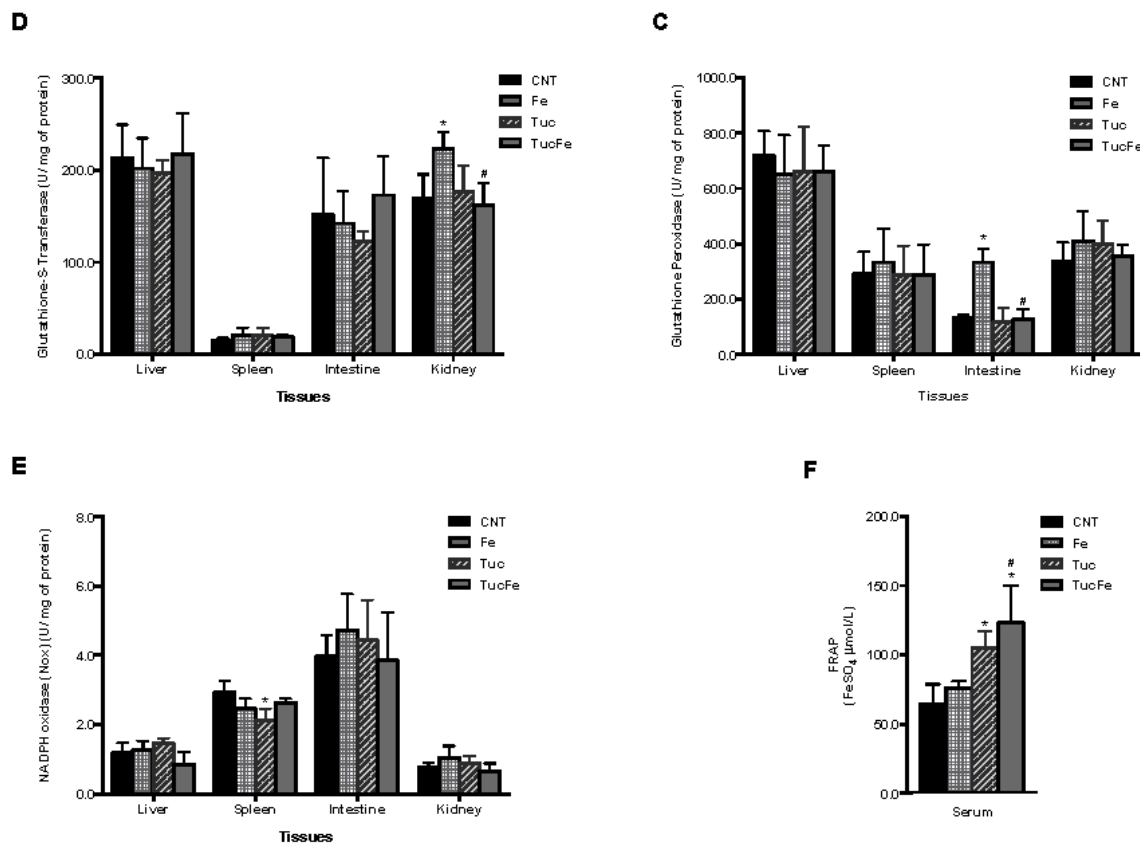 D
Glutathione-S-Transferase (U/ mg of protein)
300.0
200.0
100.0
0.0
*
#
CNT
Fe
Tuc
TucFe
Liver
Spleen
Intestine
Kidney
Tissues
C
Glutathione Peroxidase (U/ mg of protein)
1000.0
800.0
600.0
400.0
200.0
0.0
*
#
CNT
Fe
Tuc
TucFe
Liver
Spleen
Intestine
Kidney
Tissues
E
NADPH oxidase (Nox) (U/ mg of protein)
8.0
6.0
4.0
2.0
0.0
*
CNT
Fe
Tuc
TucFe
Liver
Spleen
Intestine
Kidney
Tissues
F
FRAP
(FeSO₄ µmol/L)
200.0
150.0
100.0
50.0
0.0
*
#
*
CNT
Fe
Tuc
TucFe
Serum